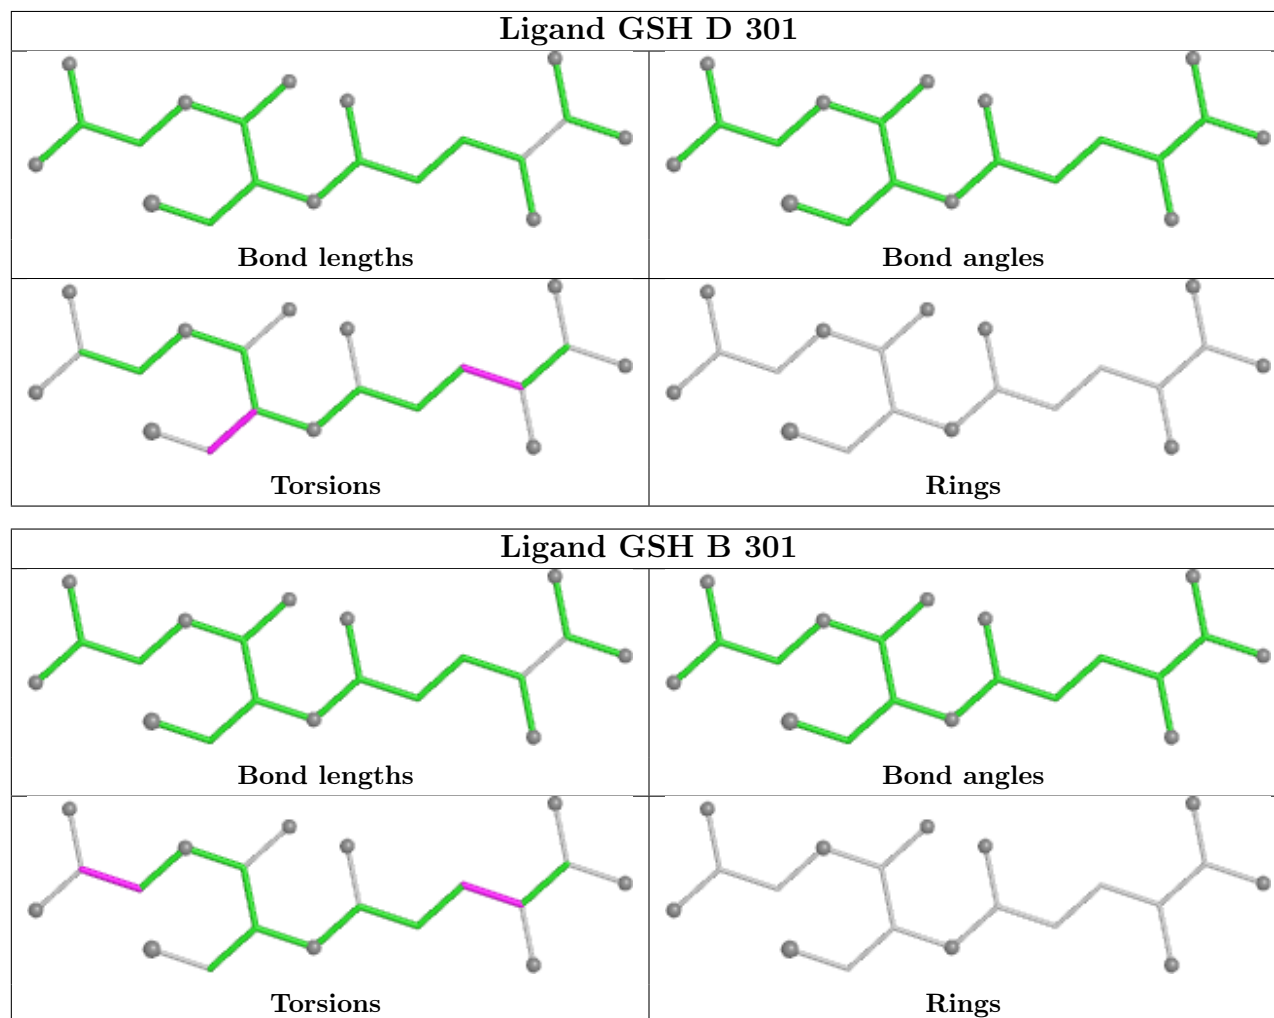 Ligand GSH D 301
Bond lengths
Bond angles
Torsions
Rings
Ligand GSH B 301
Bond lengths
Bond angles
Torsions
Rings